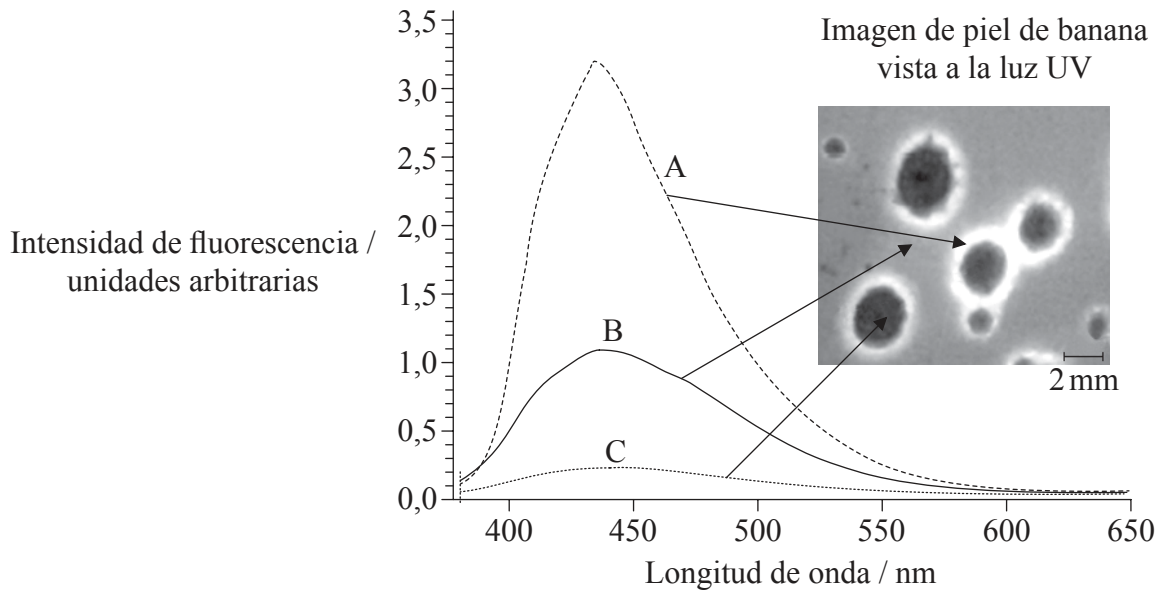 Imagen de piel de banana
vista a la luz UV
3,5
3,0
2,5
2,0
1,5
1,0
0,5
0,0
Intensidad de fluorescencia /
unidades arbitrarias
A
B
C
2 mm
400 450 500 550 600 650
Longitud de onda / nm